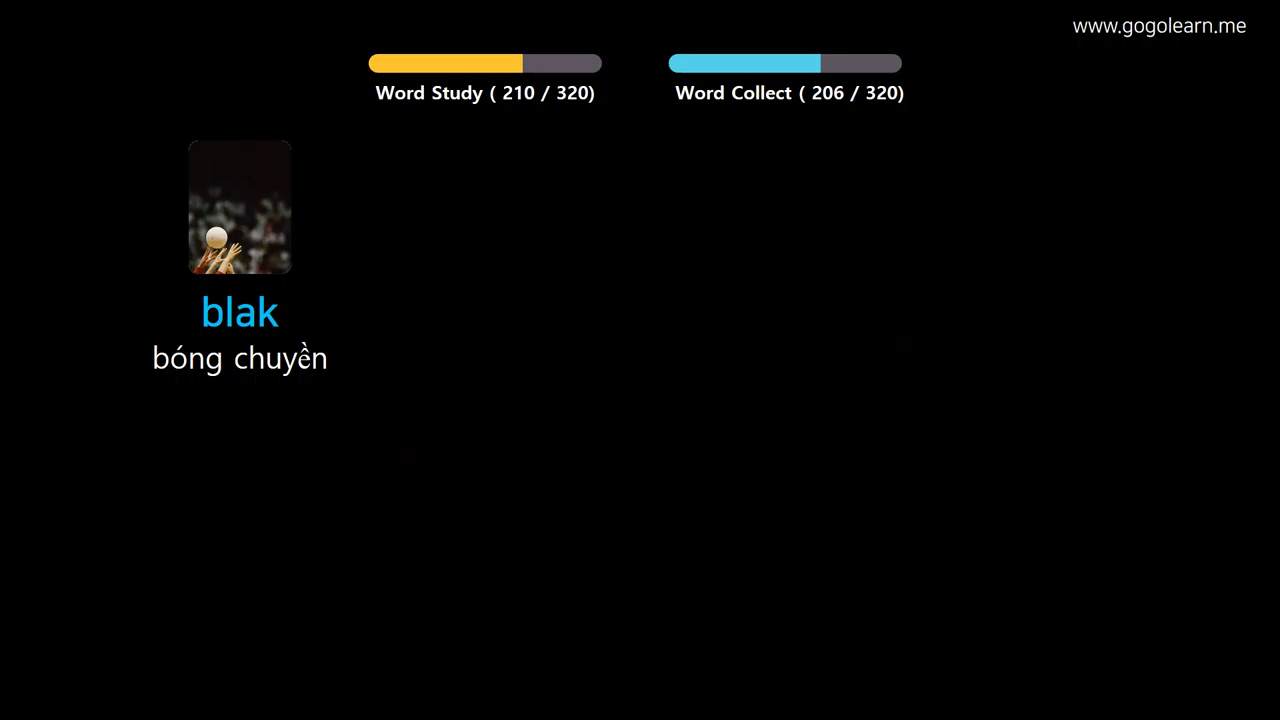 www.gogolearn.me
Word Study ( 210 / 320)
Word Collect ( 206 / 320)
blak
bóng chuyền